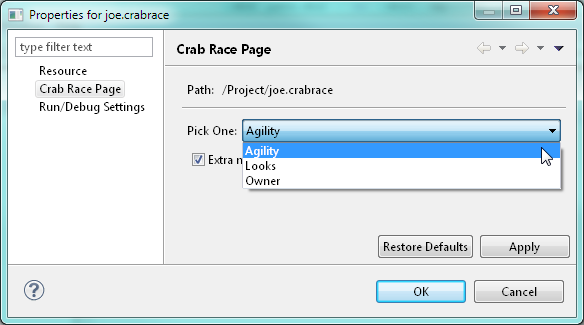 Properties for joe.crabrace
type filter text
Resource
Crab Race Page
Run/Debug Settings
Crab Race Page
Path: /Project/joe.crabrace
Pick One: Agility
Agility
Looks
Owner
Extra
Restore Defaults Apply
? OK Cancel